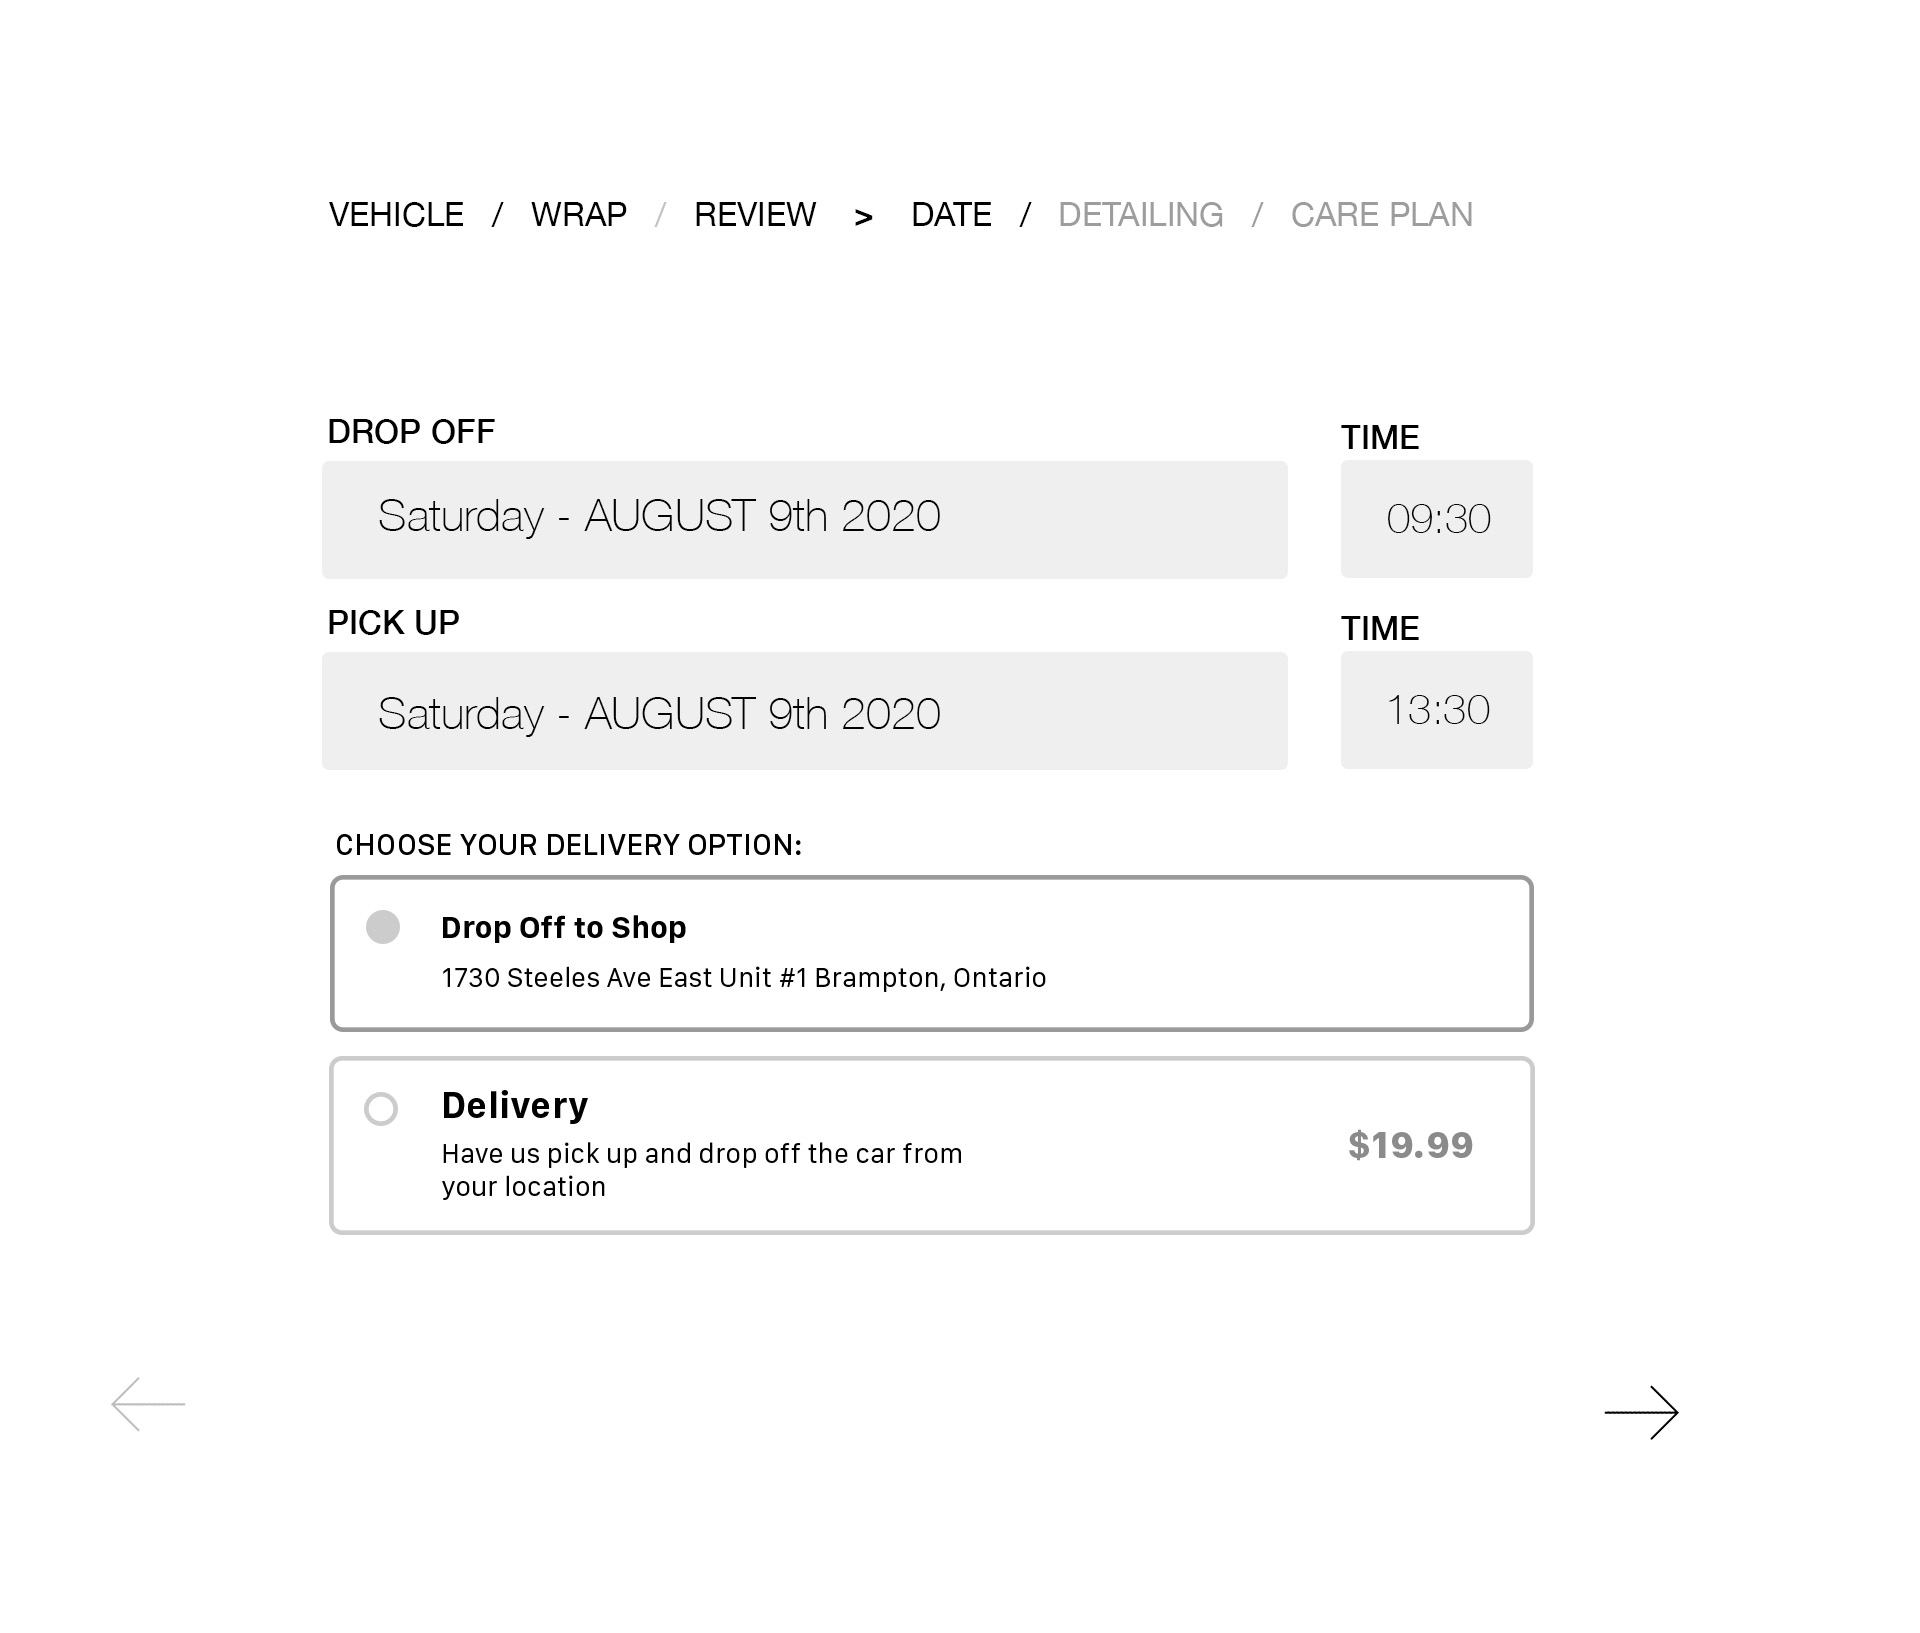 VEHICLE / WRAP / REVIEW > DATE / DETAILING / CARE PLAN
DROP OFF
TIME
Saturday - AUGUST 9th 2020
09:30
PICK UP
TIME
Saturday - AUGUST 9th 2020
13:30
CHOOSE YOUR DELIVERY OPTION:
Drop Off to Shop
1730 Steeles Ave East Unit #1 Brampton, Ontario
Delivery
Have us pick up and drop off the car from
your location
$19.99